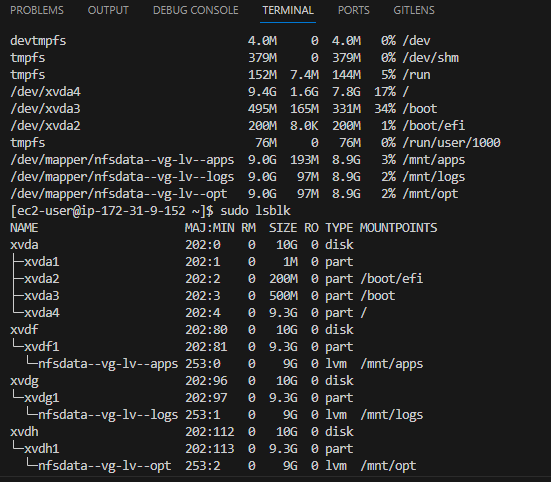 PROBLEMS OUTPUT DEBUG CONSOLE TERMINAL PORTS GITLENS
devtmpfs 4.0M 0 4.0M 0% /dev
tmpfs 379M 0 379M 0% /dev/shm
tmpfs 152M 7.4M 144M 5% /run
/dev/xvda4 9.4G 1.6G 7.8G 17% /
/dev/xvda3 495M 165M 331M 34% /boot
/dev/xvda2 200M 8.0K 200M 1% /boot/efi
tmpfs 76M 0 76M 0% /run/user/1000
/dev/mapper/nfsdata--vg-lv--apps 9.0G 193M 8.9G 3% /mnt/apps
/dev/mapper/nfsdata--vg-lv--logs 9.0G 97M 8.9G 2% /mnt/logs
/dev/mapper/nfsdata--vg-lv--opt 9.0G 97M 8.9G 2% /mnt/opt
[ec2-user@ip-172-31-9-152 ~]$ sudo lsblk
NAME MAJ:MIN RM SIZE RO TYPE MOUNTPOINTS
xvda 202:0 0 10G 0 disk
├─xvda1 202:1 0 1M 0 part
├─xvda2 202:2 0 200M 0 part /boot/efi
├─xvda3 202:3 0 500M 0 part /boot
└─xvda4 202:4 0 9.3G 0 part /
xvdf 202:80 0 10G 0 disk
└─xvdf1 202:81 0 9.3G 0 part
└─nfsdata--vg-lv--apps 253:0 0 9G 0 lvm /mnt/apps
xvdg 202:96 0 10G 0 disk
└─xvdg1 202:97 0 9.3G 0 part
└─nfsdata--vg-lv--logs 253:1 0 9G 0 lvm /mnt/logs
xvdh 202:112 0 10G 0 disk
└─xvdh1 202:113 0 9.3G 0 part
└─nfsdata--vg-lv--opt 253:2 0 9G 0 lvm /mnt/opt